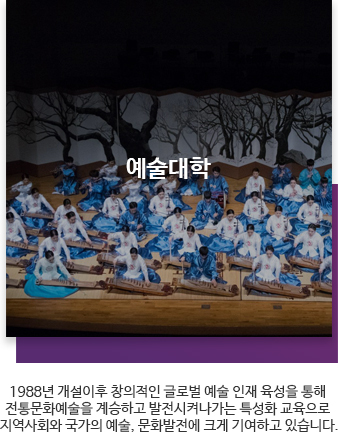 예술대학
1988년 개설이후 창의적인 글로벌 예술 인재 육성을 통해
전통문화예술을 계승하고 발전시켜나가는 특성화 교육으로
지역사회와 국가의 예술, 문화발전에 크게 기여하고 있습니다.